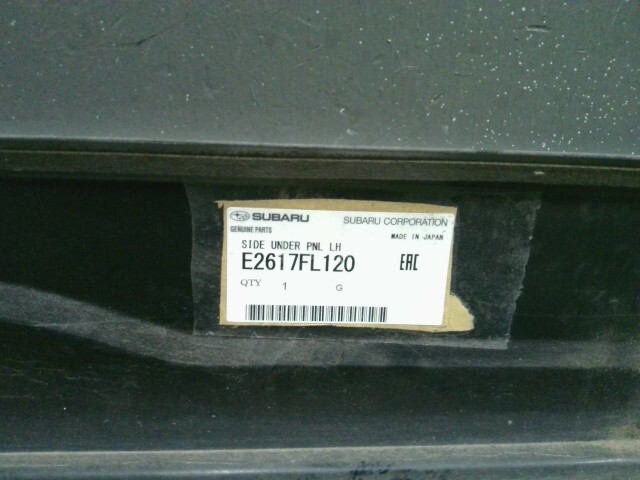 SUBARU SUBARU CORPORATION
GENUINE PARTS MADE IN JAPAN
SIDE UNDER PNL LH
E2617FL120 EAC
QTY 1 G